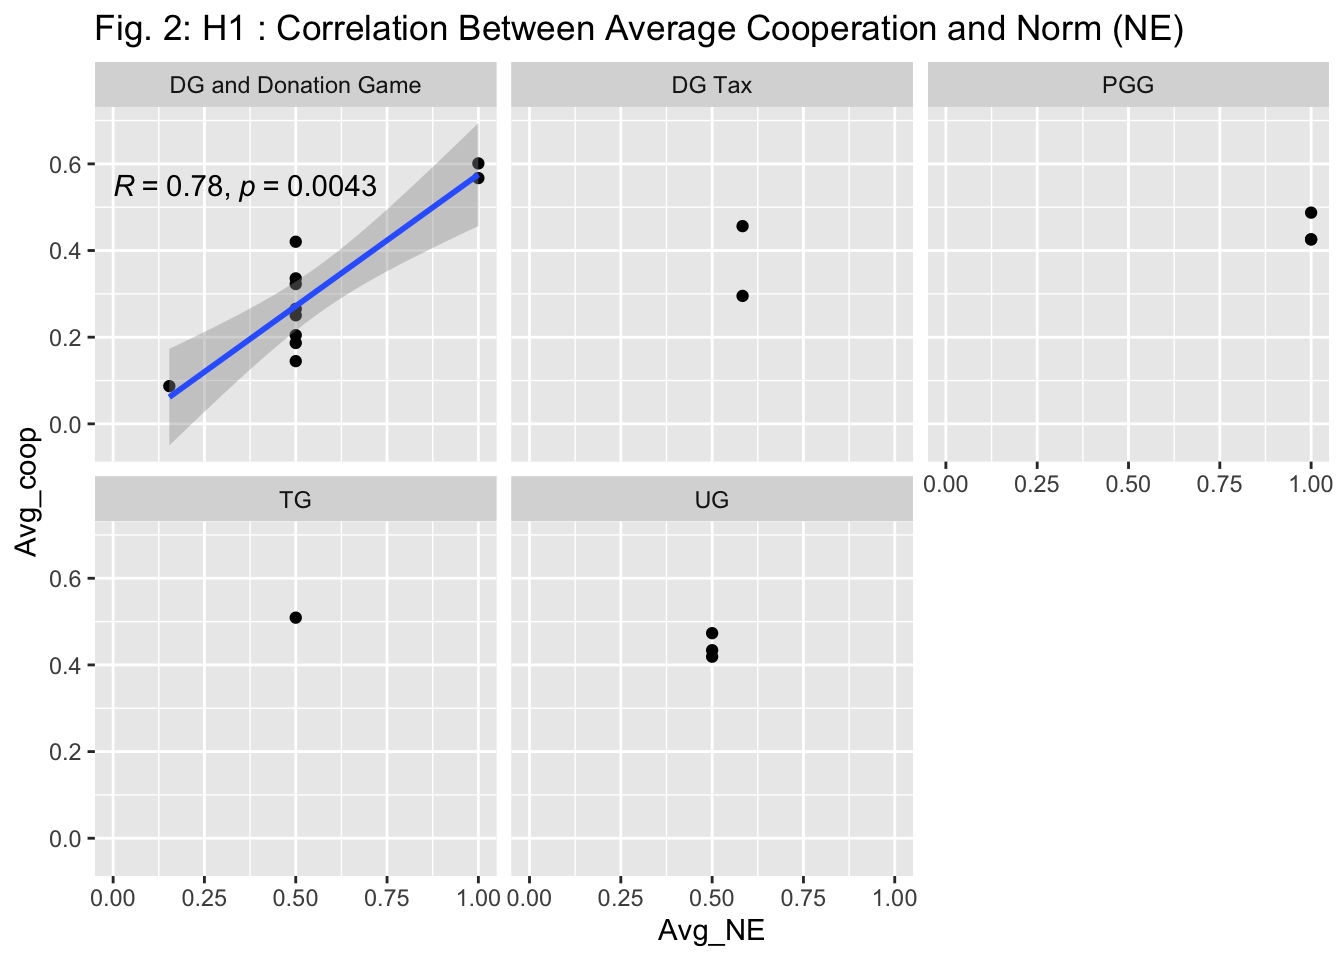 Fig. 2: H1 : Correlation Between Average Cooperation and Norm (NE)
DG and Donation Game
DG Tax
PGG
R = 0.78, p = 0.0043
0.6
0.4
0.2
0.0
0.00 0.25 0.50 0.75 1.00
Avg_coop
TG
UG
0.6
0.4
0.2
0.0
0.00 0.25 0.50 0.75 1.00
0.00 0.25 0.50 0.75 1.00
Avg_NE